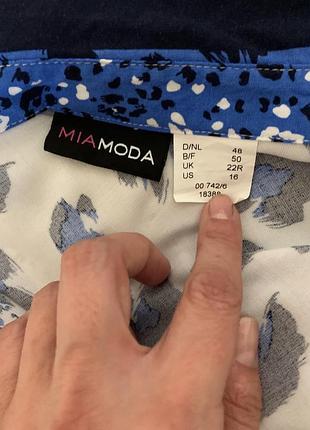 MIAMODA
D/NL 48
B/F 50
UK 22R
US 16
00 742/6
18388